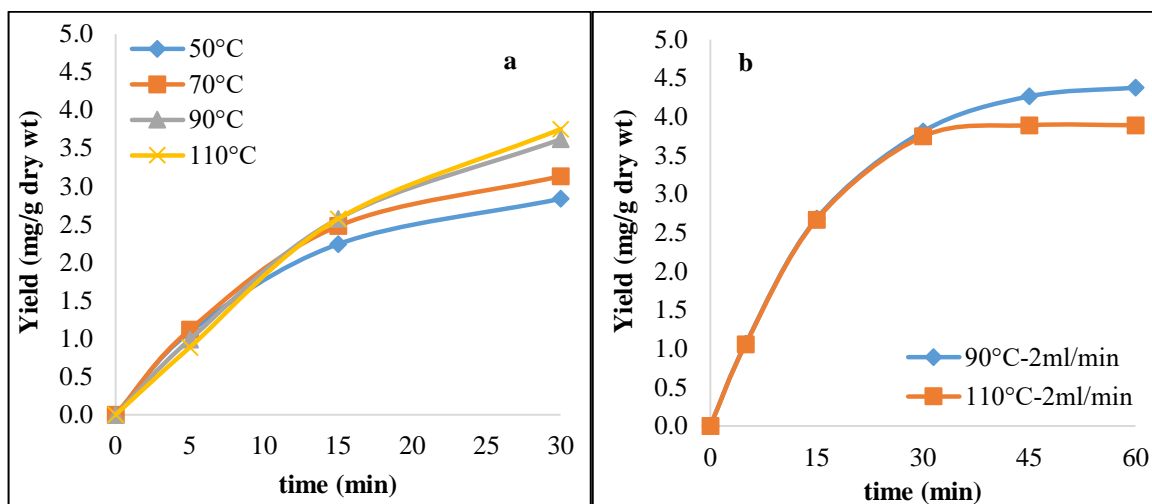 5.0
4.5
4.0
3.5
3.0
2.5
2.0
1.5
1.0
0.5
0.0
Yield (mg/g dry wt)
50°C
70°C
90°C
110°C
a
0 5 10 15 20 25 30
time (min)
5.0
4.5
4.0
3.5
3.0
2.5
2.0
1.5
1.0
0.5
0.0
Yield (mg/g dry wt)
b
90°C-2ml/min
110°C-2ml/min
0 15 30 45 60
time (min)